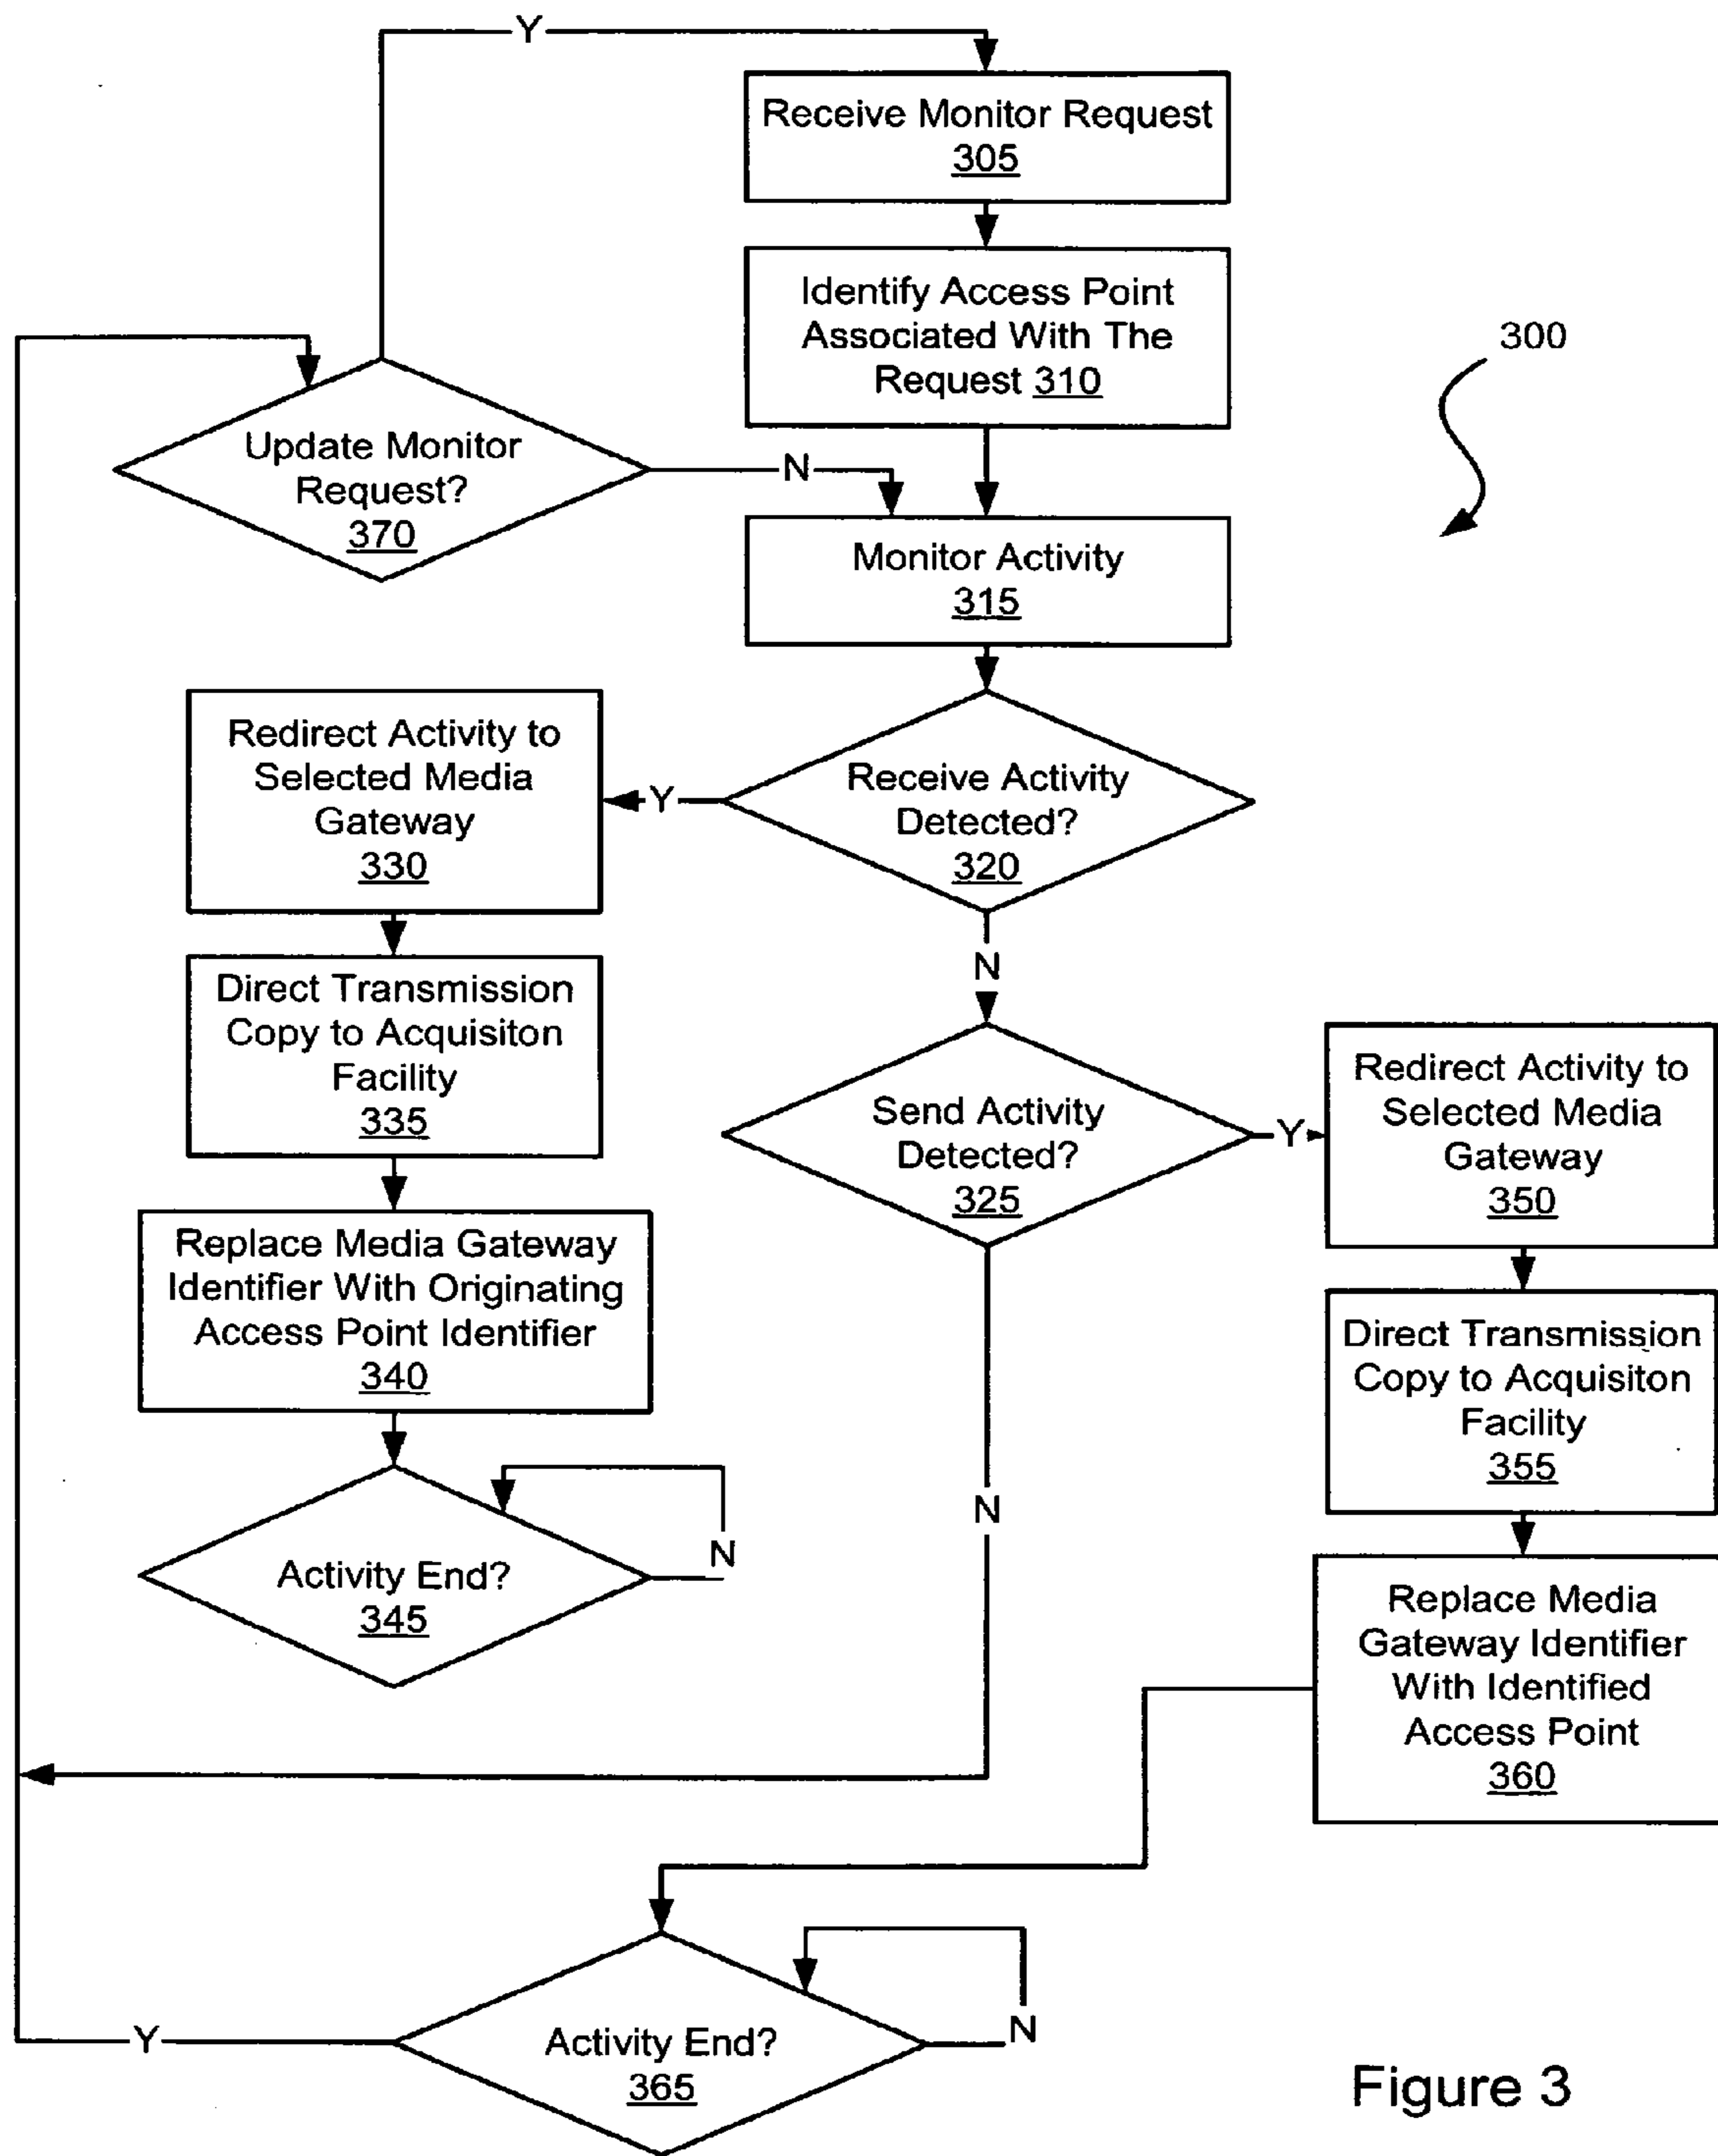 Y
Receive Monitor Request
305
Identify Access Point
Associated With The
Request 310
300
Update Monitor
Request?
370
N
Monitor Activity
315
Redirect Activity to
Selected Media
Gateway
330
Y
Receive Activity
Detected?
320
N
Direct Transmission
Copy to Acquisiton
Facility
335
Send Activity
Detected?
325
Y
Redirect Activity to
Selected Media
Gateway
350
Replace Media Gateway
Identifier With Originating
Access Point Identifier
340
Direct Transmission
Copy to Acquisiton
Facility
355
N
Activity End?
345
N
Replace Media
Gateway Identifier
With Identified
Access Point
360
Y
Activity End?
365
N
Figure 3